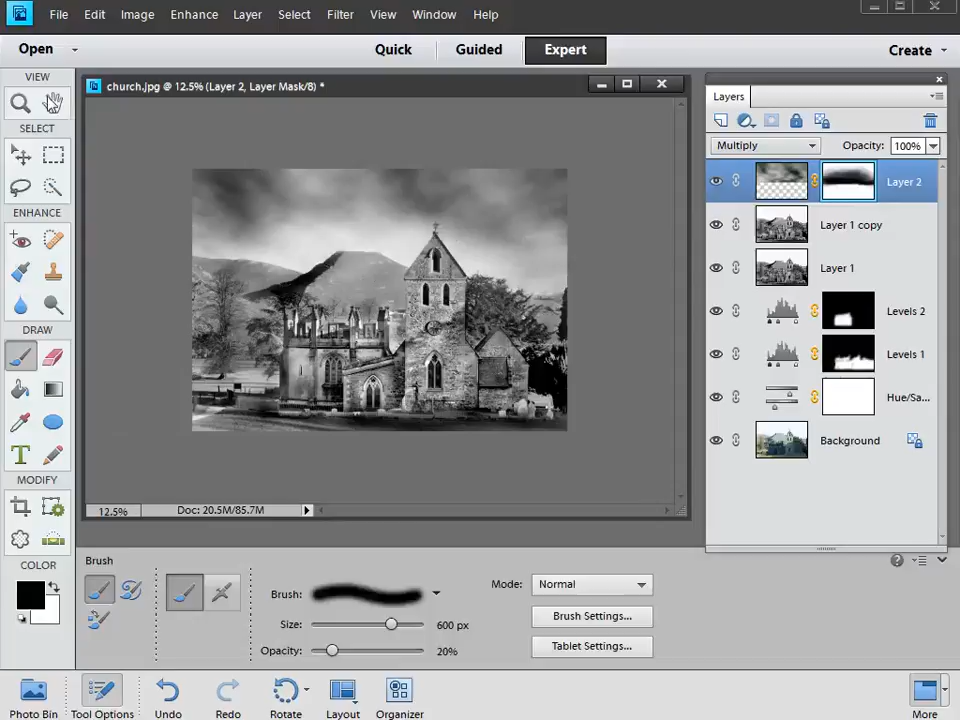 File Edit Image Enhance Layer Select Filter View Window Help
Open Quick Guided Expert Create
VIEW
SELECT
ENHANCE
DRAW
T
MODIFY
COLOR
church.jpg @ 12.5% (Layer 2, Layer Mask/8) *
12.5% Doc: 20.5M/85.7M
Layers
Multiply Opacity: 100%
Layer 2
Layer 1 copy
Layer 1
Levels 2
Levels 1
Hue/Sa...
Background
Brush
Brush:
Size: 600 px
Opacity: 20%
Mode: Normal
Brush Settings...
Tablet Settings...
Photo Bin Tool Options Undo Redo Rotate Layout Organizer More